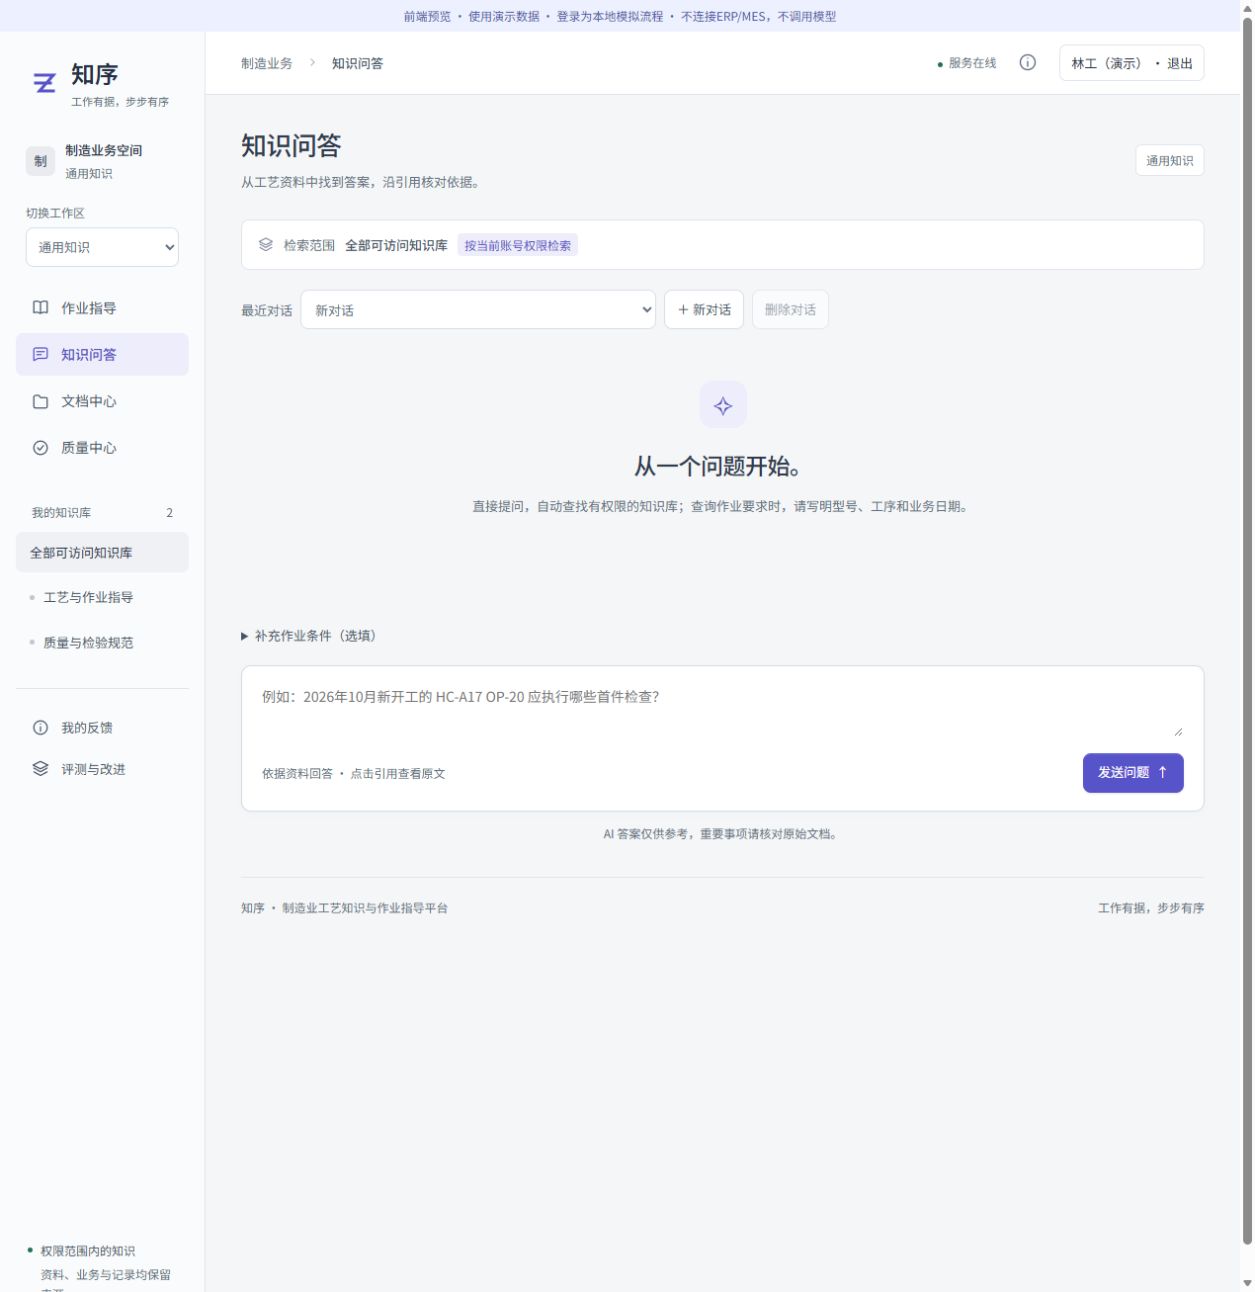 前端预览 · 使用演示数据 · 登录为本地模拟流程 · 不连接ERP/MES，不调用模型
知序
工作有据，步步有序
制
制造业务空间
通用知识
切换工作区
通用知识
作业指导
知识问答
文档中心
质量中心
我的知识库 2
全部可访问知识库
工艺与作业指导
质量与检验规范
我的反馈
评测与改进
权限范围内的知识
资料、业务与记录均保留
制造业务 > 知识问答
服务在线
林工（演示） · 退出
知识问答
从工艺资料中找到答案，沿引用核对依据。
通用知识
检索范围 全部可访问知识库 按当前账号权限检索
最近对话 新对话 + 新对话 删除对话
从一个问题开始。
直接提问，自动查找有权限的知识库；查询作业要求时，请写明型号、工序和业务日期。
补充作业条件（选填）
例如：2026年10月新开工的 HC-A17 OP-20 应执行哪些首件检查？
依据资料回答 · 点击引用查看原文
发送问题 ↑
AI 答案仅供参考，重要事项请核对原始文档。
知序 · 制造业工艺知识与作业指导平台
工作有据，步步有序